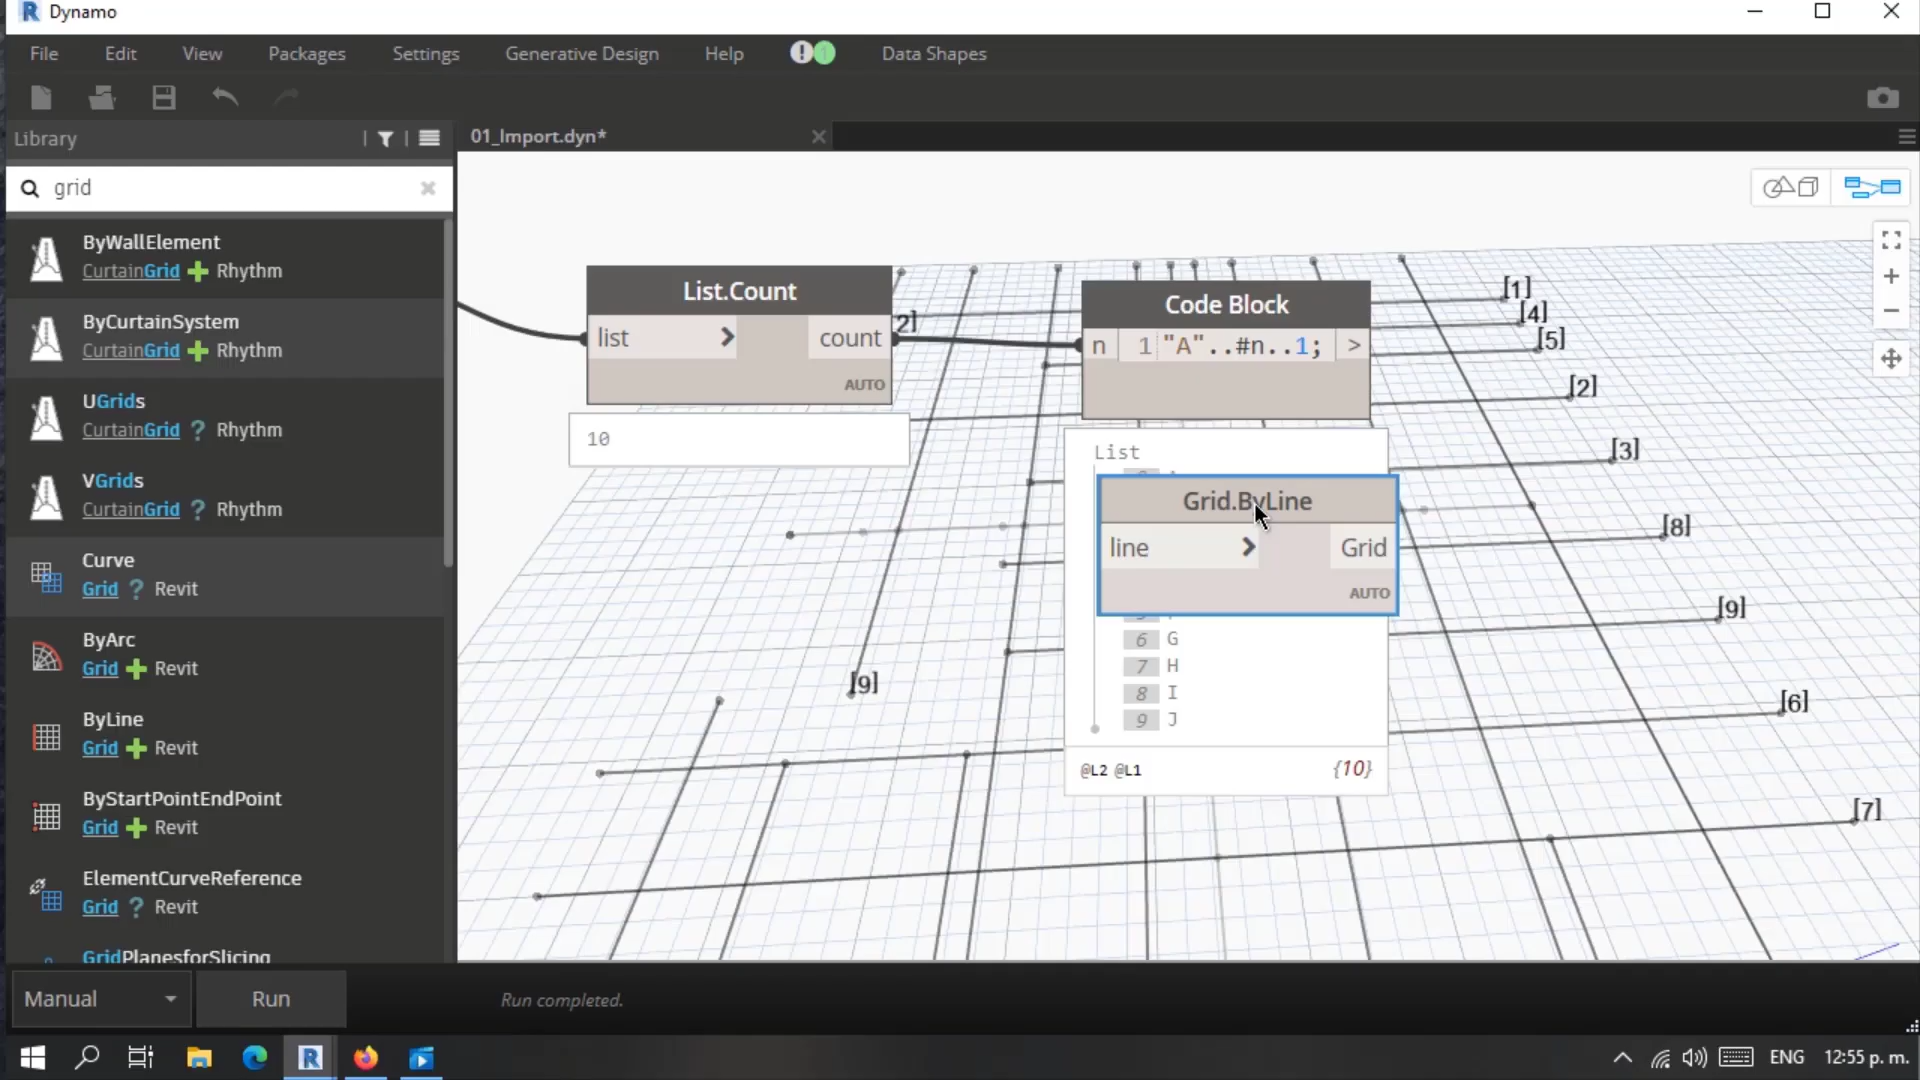 Dynamo
File Edit View Packages Settings Generative Design Help ! 1 Data Shapes
Library
01_Import.dyn*
grid
ByWallElement
CurtainGrid Rhythm
ByCurtainSystem
CurtainGrid Rhythm
UGrids
CurtainGrid ? Rhythm
VGrids
CurtainGrid ? Rhythm
Curve
Grid ? Revit
ByArc
Grid Revit
ByLine
Grid Revit
ByStartPointEndPoint
Grid Revit
ElementCurveReference
Grid ? Revit
GridPlanesforSlicing
List.Count
list > count
AUTO
10
2]
Code Block
n 1 "A"..#n..1; >
List
Grid.ByLine
line > Grid
AUTO
6 G
7 H
8 I
9 J
@L2 @L1 {10}
[1]
[4]
[5]
[2]
[3]
[8]
[9]
[6]
[7]
[9]
Manual
Run
Run completed.
ENG
12:55 p. m.